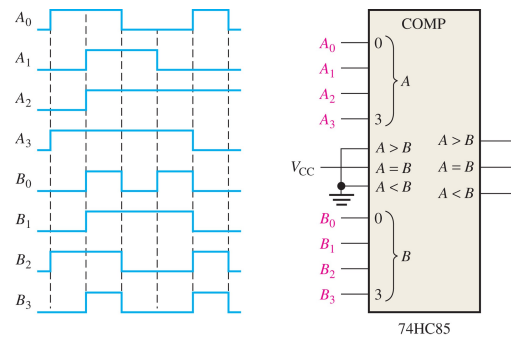 A0
A1
A2
A3
B0
B1
B2
B3
COMP
A0
0
A1
A
A2
A3
3
A > B
A > B
VCC
A = B
A = B
A < B
A < B
B0
0
B1
B
B2
B3
3
74HC85